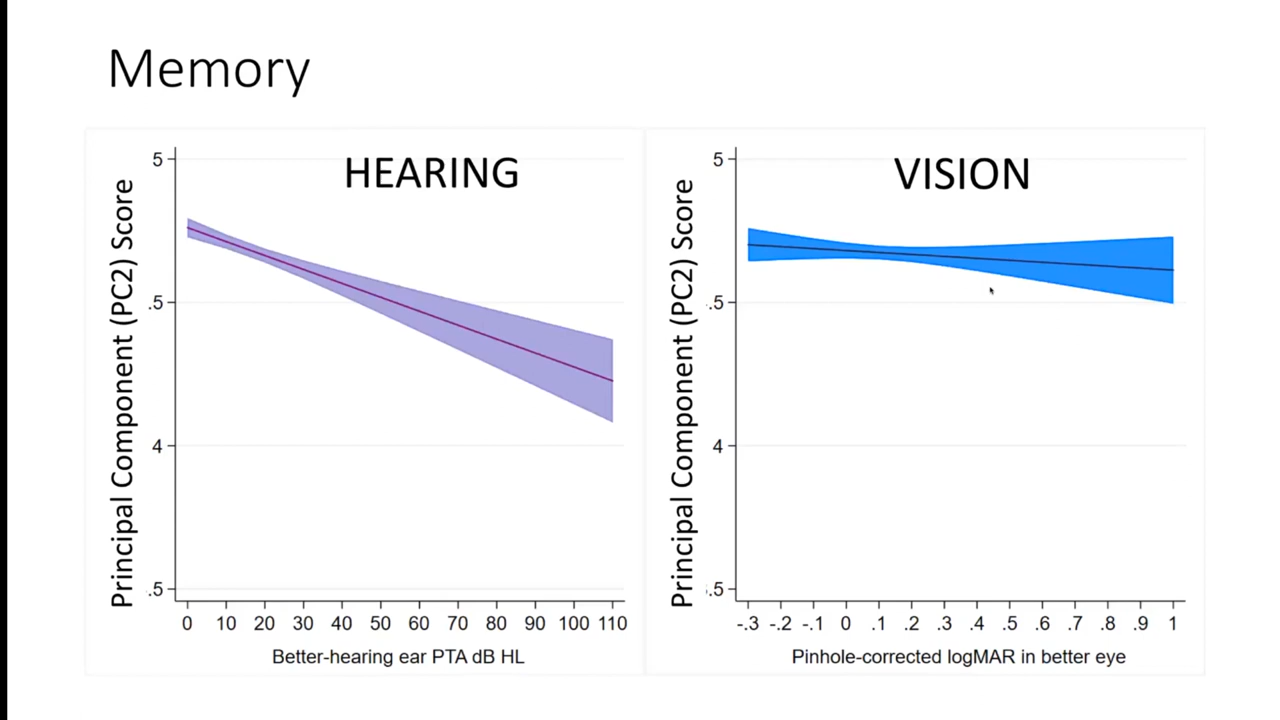 Memory
HEARING
Principal Component (PC2) Score
5
.5
4
.5
0 10 20 30 40 50 60 70 80 90 100 110
Better-hearing ear PTA dB HL
VISION
Principal Component (PC2) Score
5
.5
4
.5
-.3 -.2 -.1 0 .1 .2 .3 .4 .5 .6 .7 .8 .9 1
Pinhole-corrected logMAR in better eye